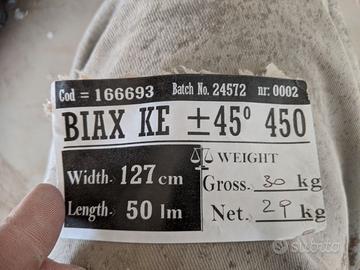 Cod = 166693 Batch No. 24572 nr: 0002
BIAX KE ±45º 450
WEIGHT
Width- 127 cm Gross- 30 kg
Length- 50 lm Net. 29 kg
subito